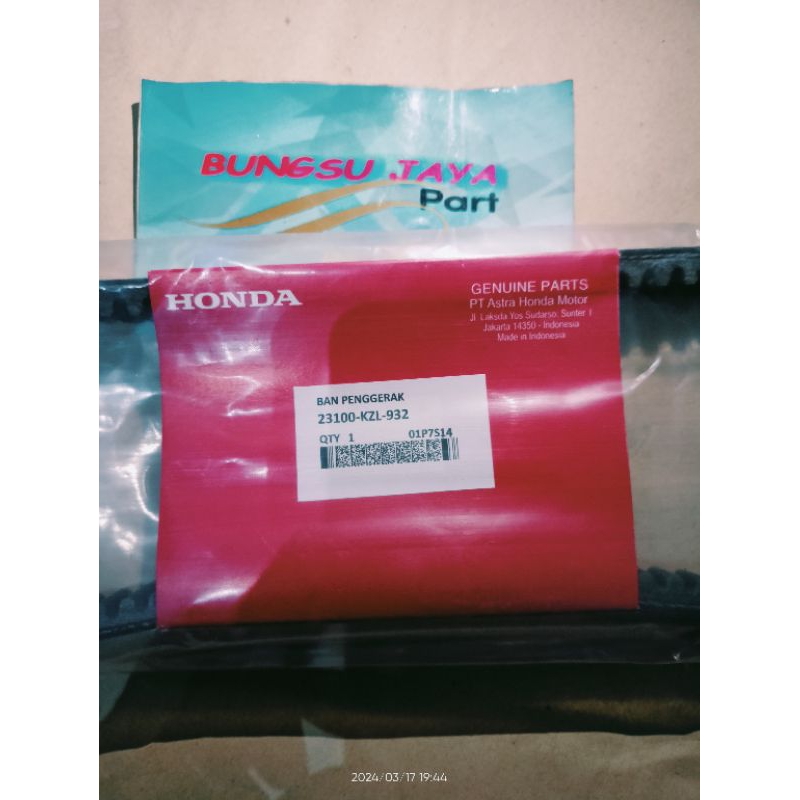 BUNGSU JAYA
Part
HONDA
GENUINE PARTS
PT Astra Honda Motor
Jl. Laksda Yos Sudarso, Sunter I
Jakarta 14350 - Indonesia
Made in Indonesia
BAN PENGGERAK
23100-KZL-932
QTY 1 01P7S14
2024/03/17 19:44